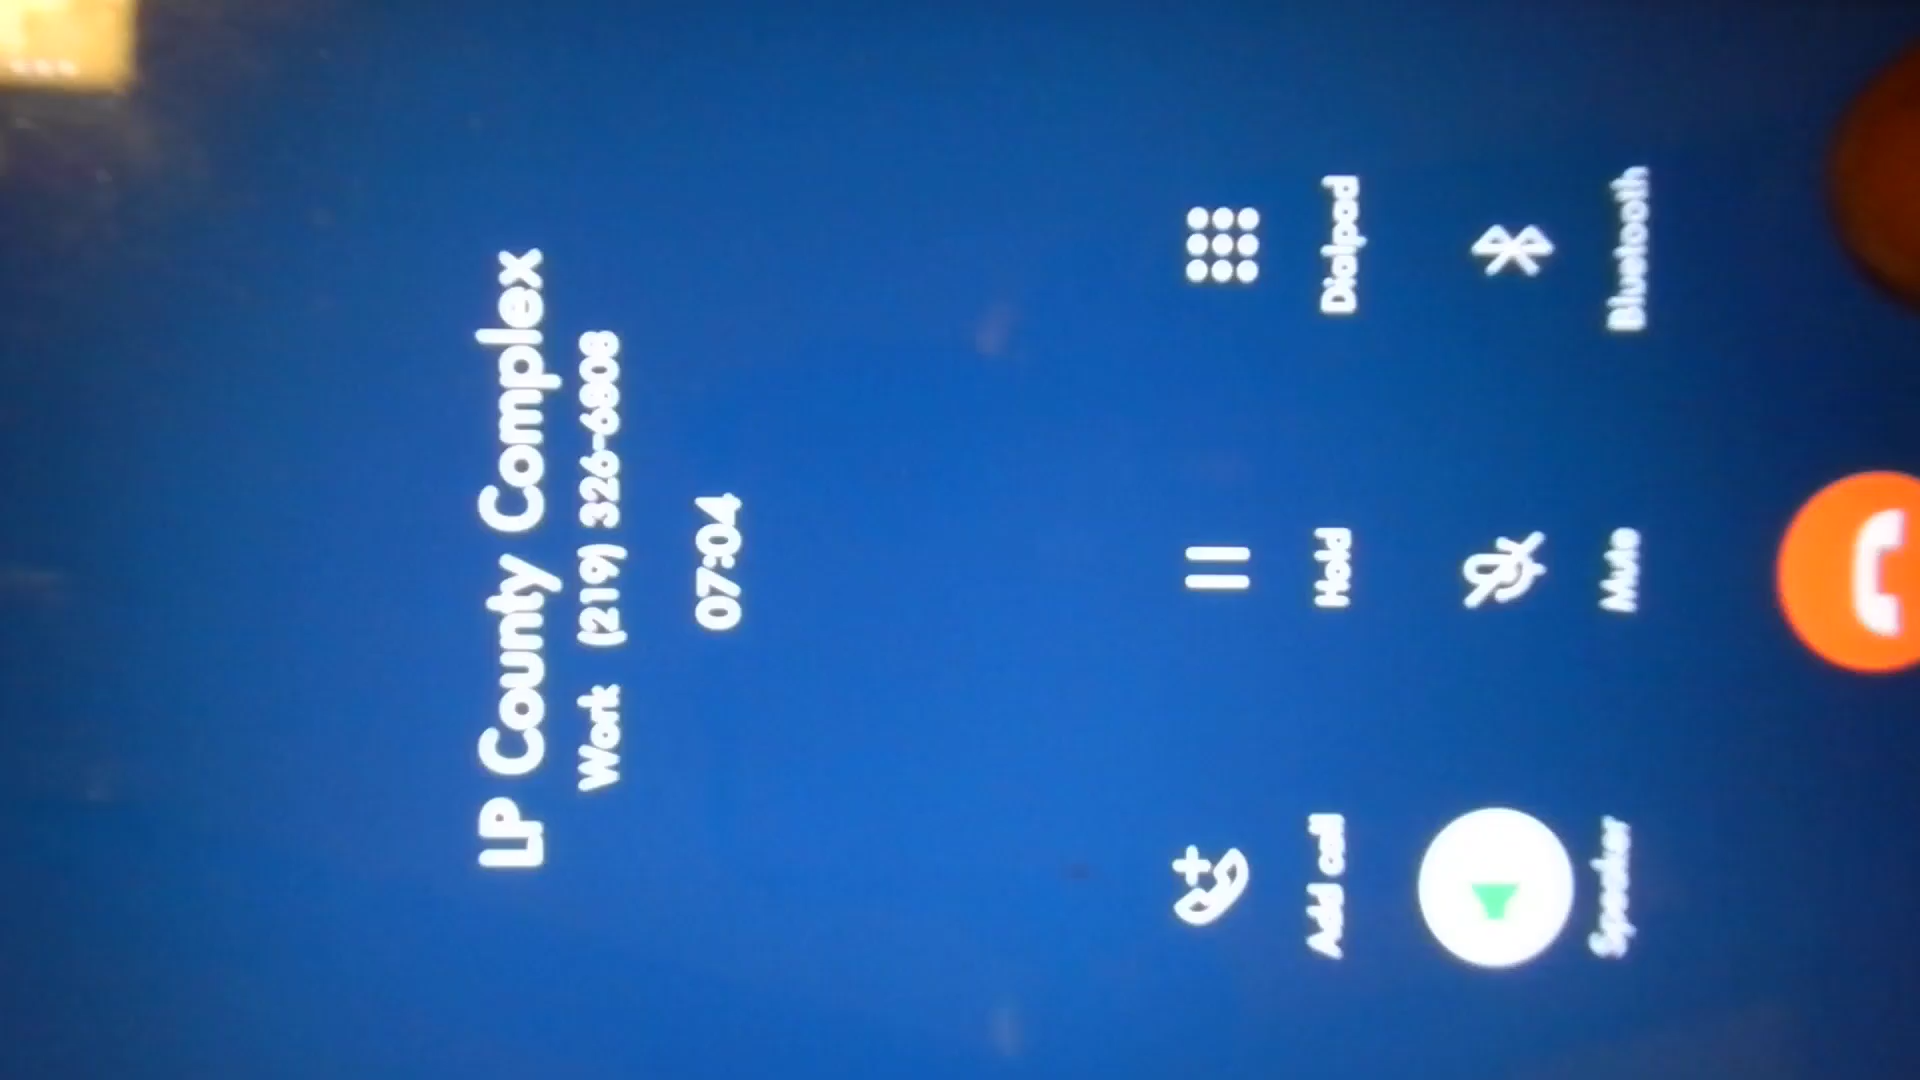 LP County Complex
Work (219) 326-6808
07:04
Add call
Hold
Dialpad
Speaker
Mute
Bluetooth